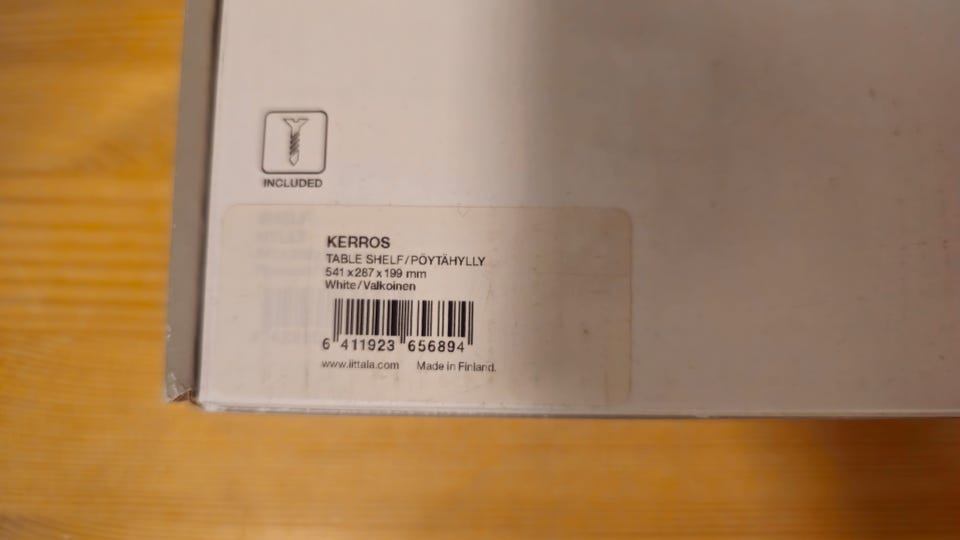 INCLUDED
KERROS
TABLE SHELF/PÖYTÄHYLLY
541 x 287 x 199 mm
White/Valkoinen
6 411923 656894
www.iittala.com Made in Finland.